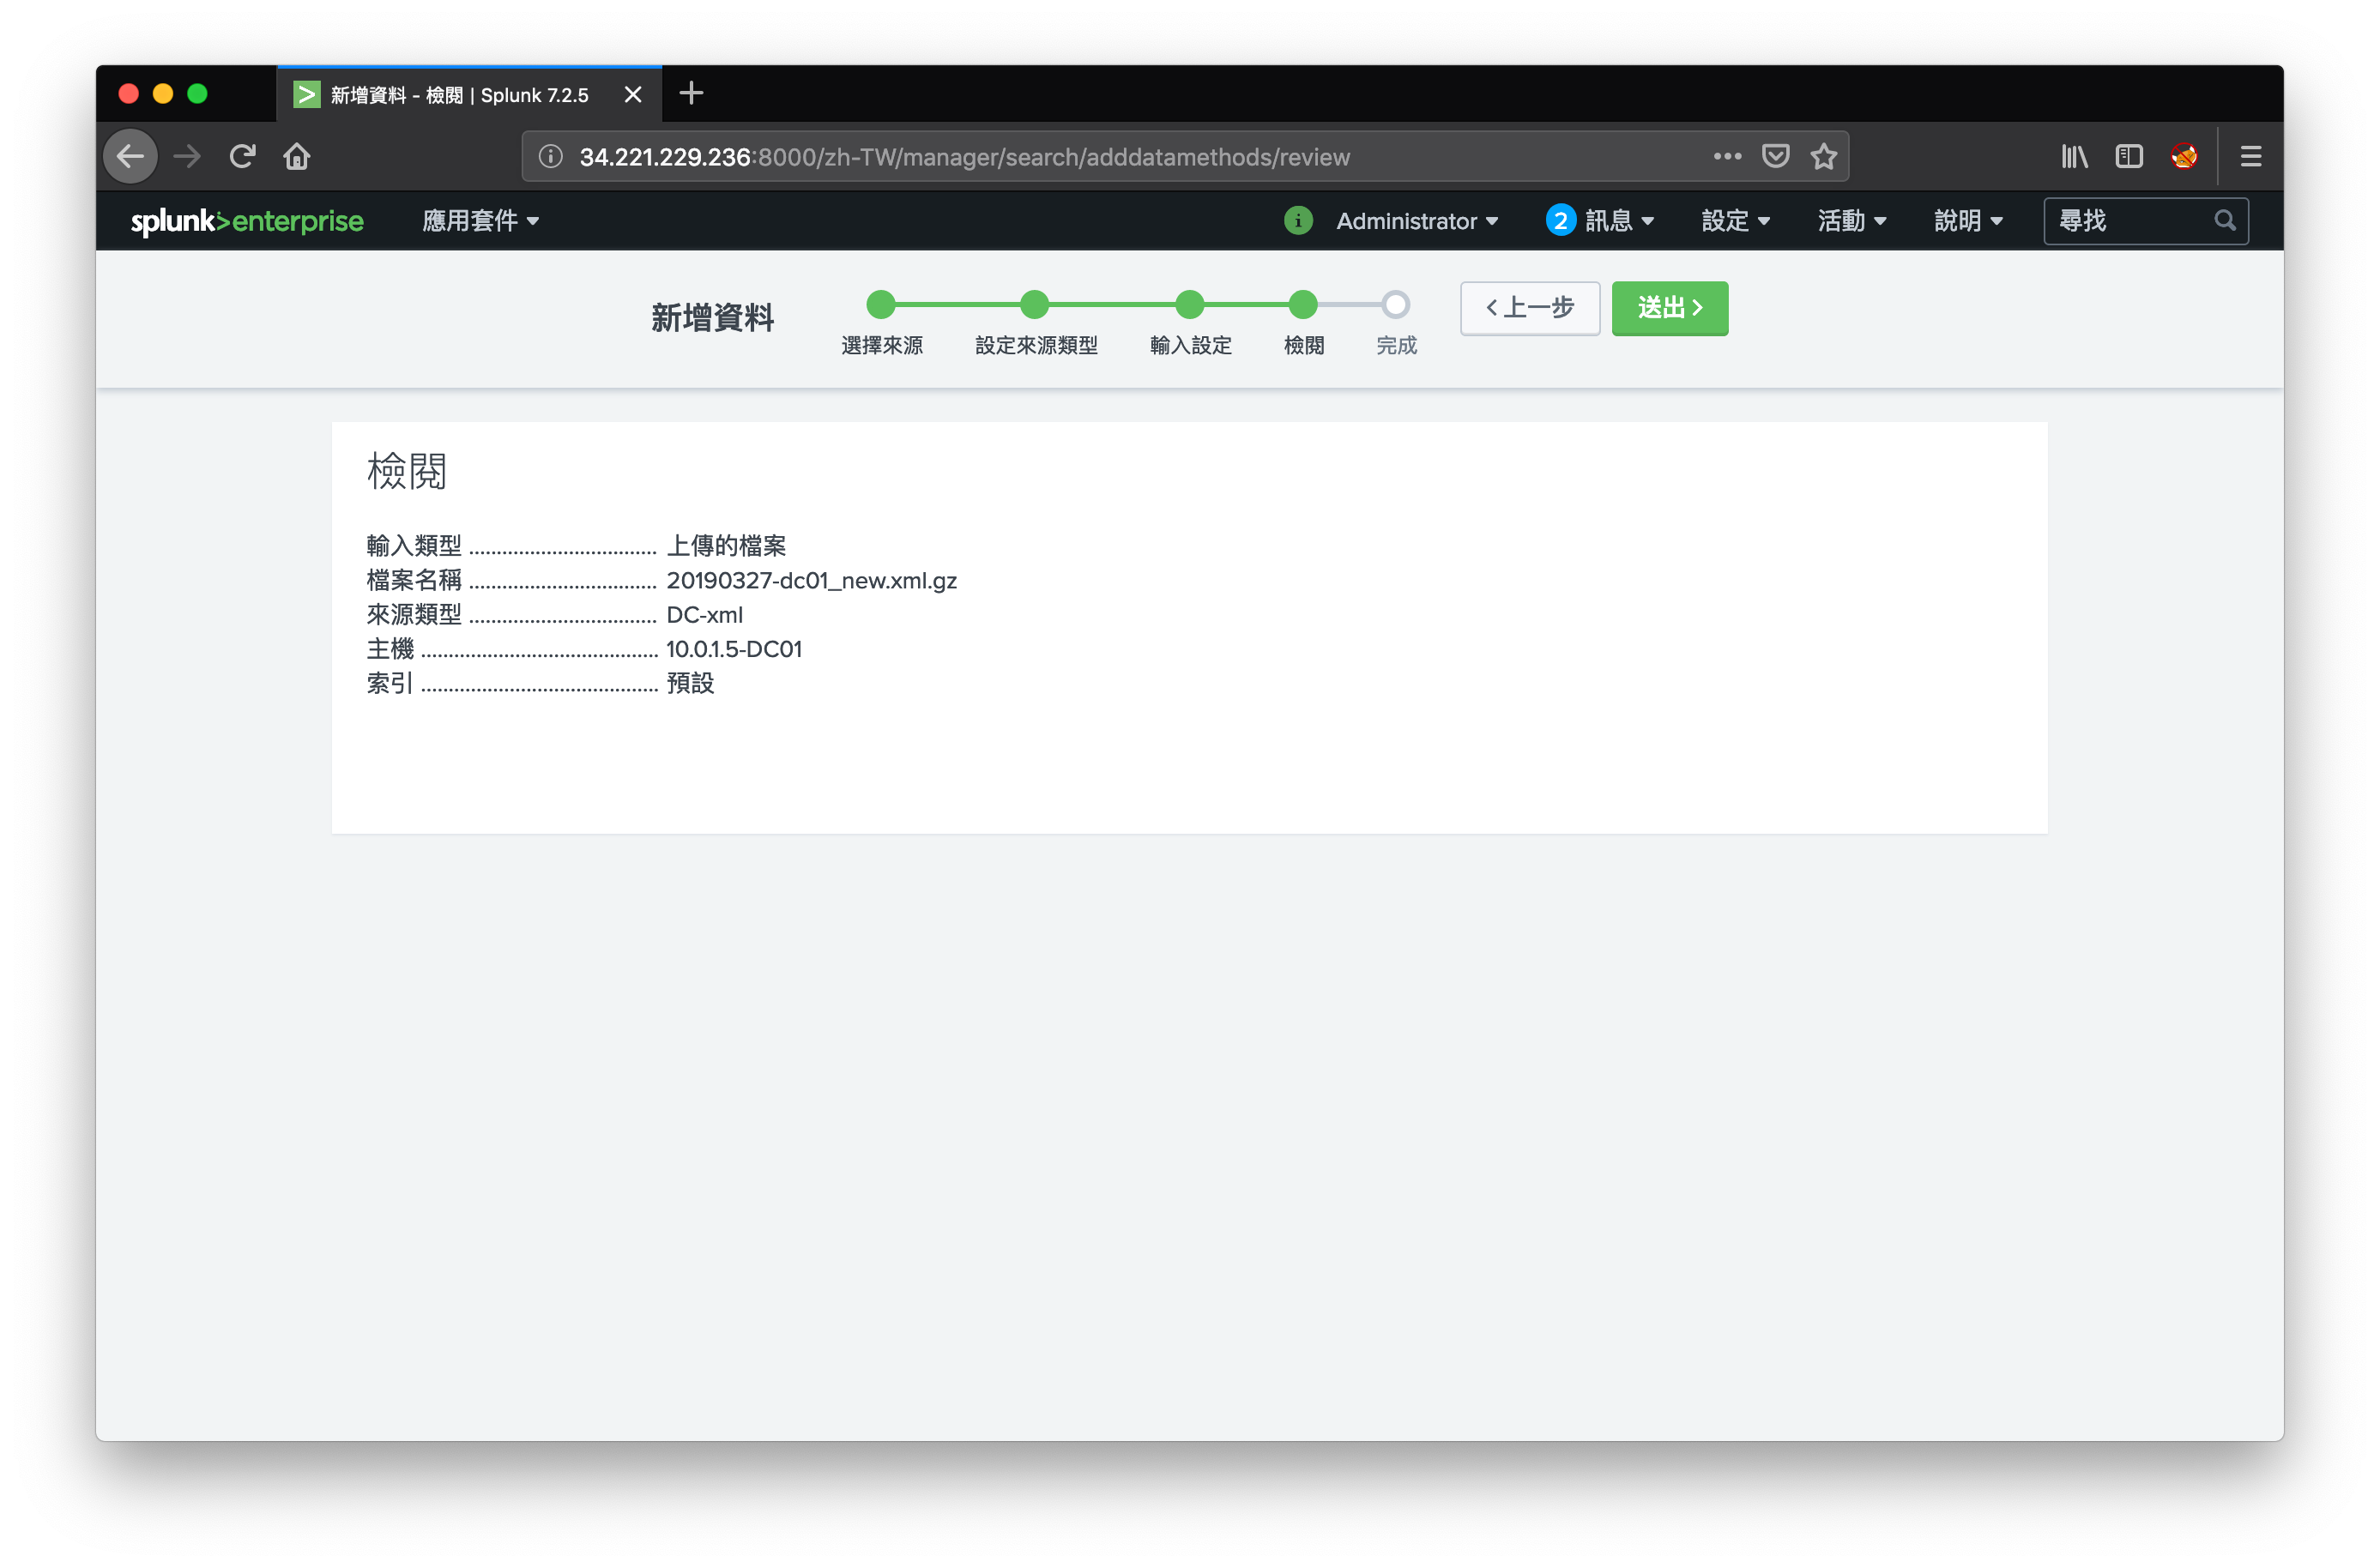 新增資料 - 檢閱 | Splunk 7.2.5
34.221.229.236:8000/zh-TW/manager/search/adddatamethods/review
splunk>enterprise 應用套件 i Administrator 2 訊息 設定 活動 說明 尋找
新增資料
選擇來源 設定來源類型 輸入設定 檢閱 完成
上一步 送出
檢閱
輸入類型 .................................. 上傳的檔案
檔案名稱 .................................. 20190327-dc01_new.xml.gz
來源類型 .................................. DC-xml
主機 ........................................... 10.0.1.5-DC01
索引 ........................................... 預設